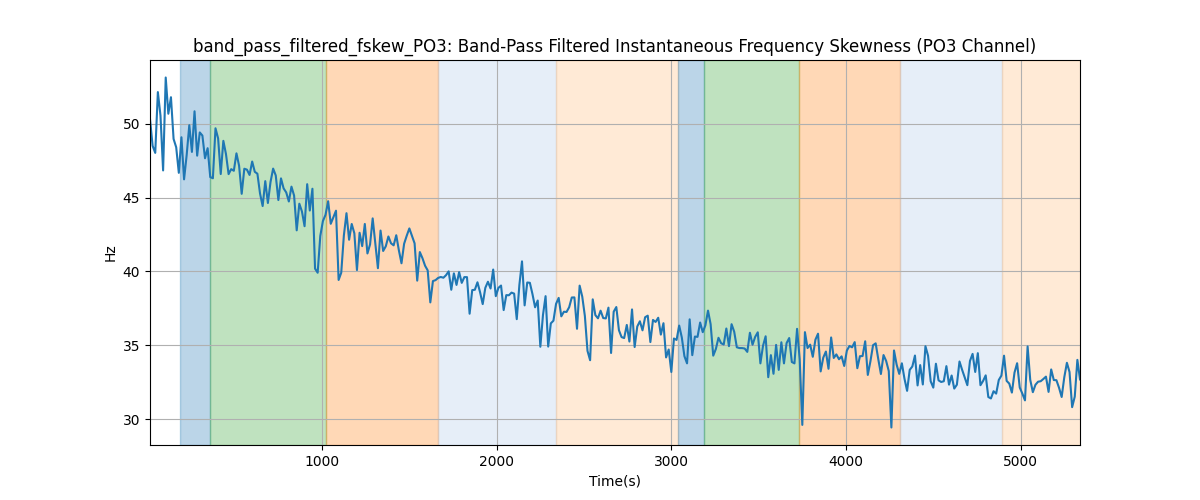 band_pass_filtered_fskew_PO3: Band-Pass Filtered Instantaneous Frequency Skewness (PO3 Channel)
50
45
40
35
30
Hz
1000 2000 3000 4000 5000
Time(s)